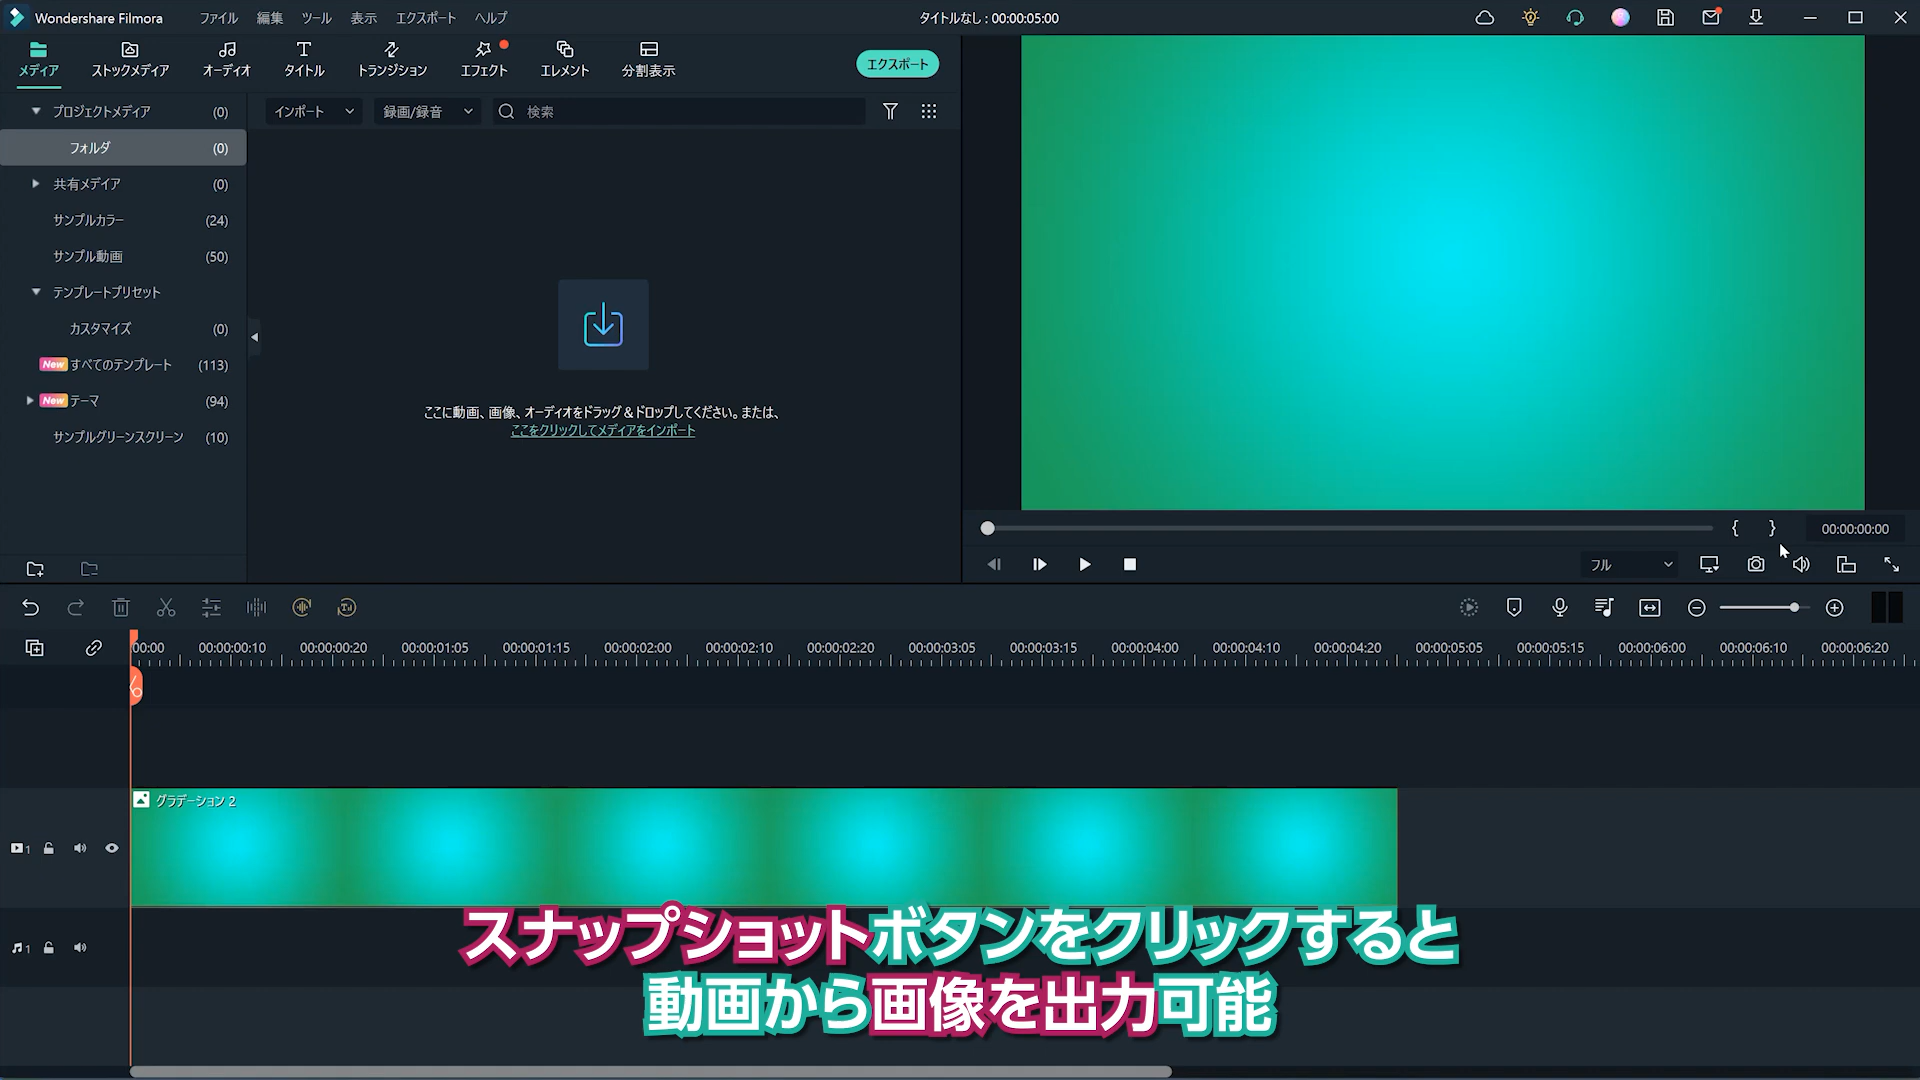 Wondershare Filmora ファイル 編集 ツール 表示 エクスポート ヘルプ タイトルなし : 00:00:05:00
メディア ストックメディア オーディオ タイトル トランジション エフェクト エレメント 分割表示 エクスポート
プロジェクトメディア (0) インポート 録画/録音 検索
フォルダ (0)
共有メディア (0)
サンプルカラー (24)
サンプル動画 (50)
テンプレートプリセット
カスタマイズ (0)
New すべてのテンプレート (113)
New テーマ (94)
サンプルグリーンスクリーン (10)
ここに動画、画像、オーディオをドラッグ＆ドロップしてください。または、
ここをクリックしてメディアをインポート
{ } 00:00:00:00
フル
00:00 00:00:00:10 00:00:00:20 00:00:01:05 00:00:01:15 00:00:02:00 00:00:02:10 00:00:02:20 00:00:03:05 00:00:03:15 00:00:04:00 00:00:04:10 00:00:04:20 00:00:05:05 00:00:05:15 00:00:06:00 00:00:06:10 00:00:06:20
グラデーション 2
1
1
スナップショットボタンをクリックすると
動画から画像を出力可能